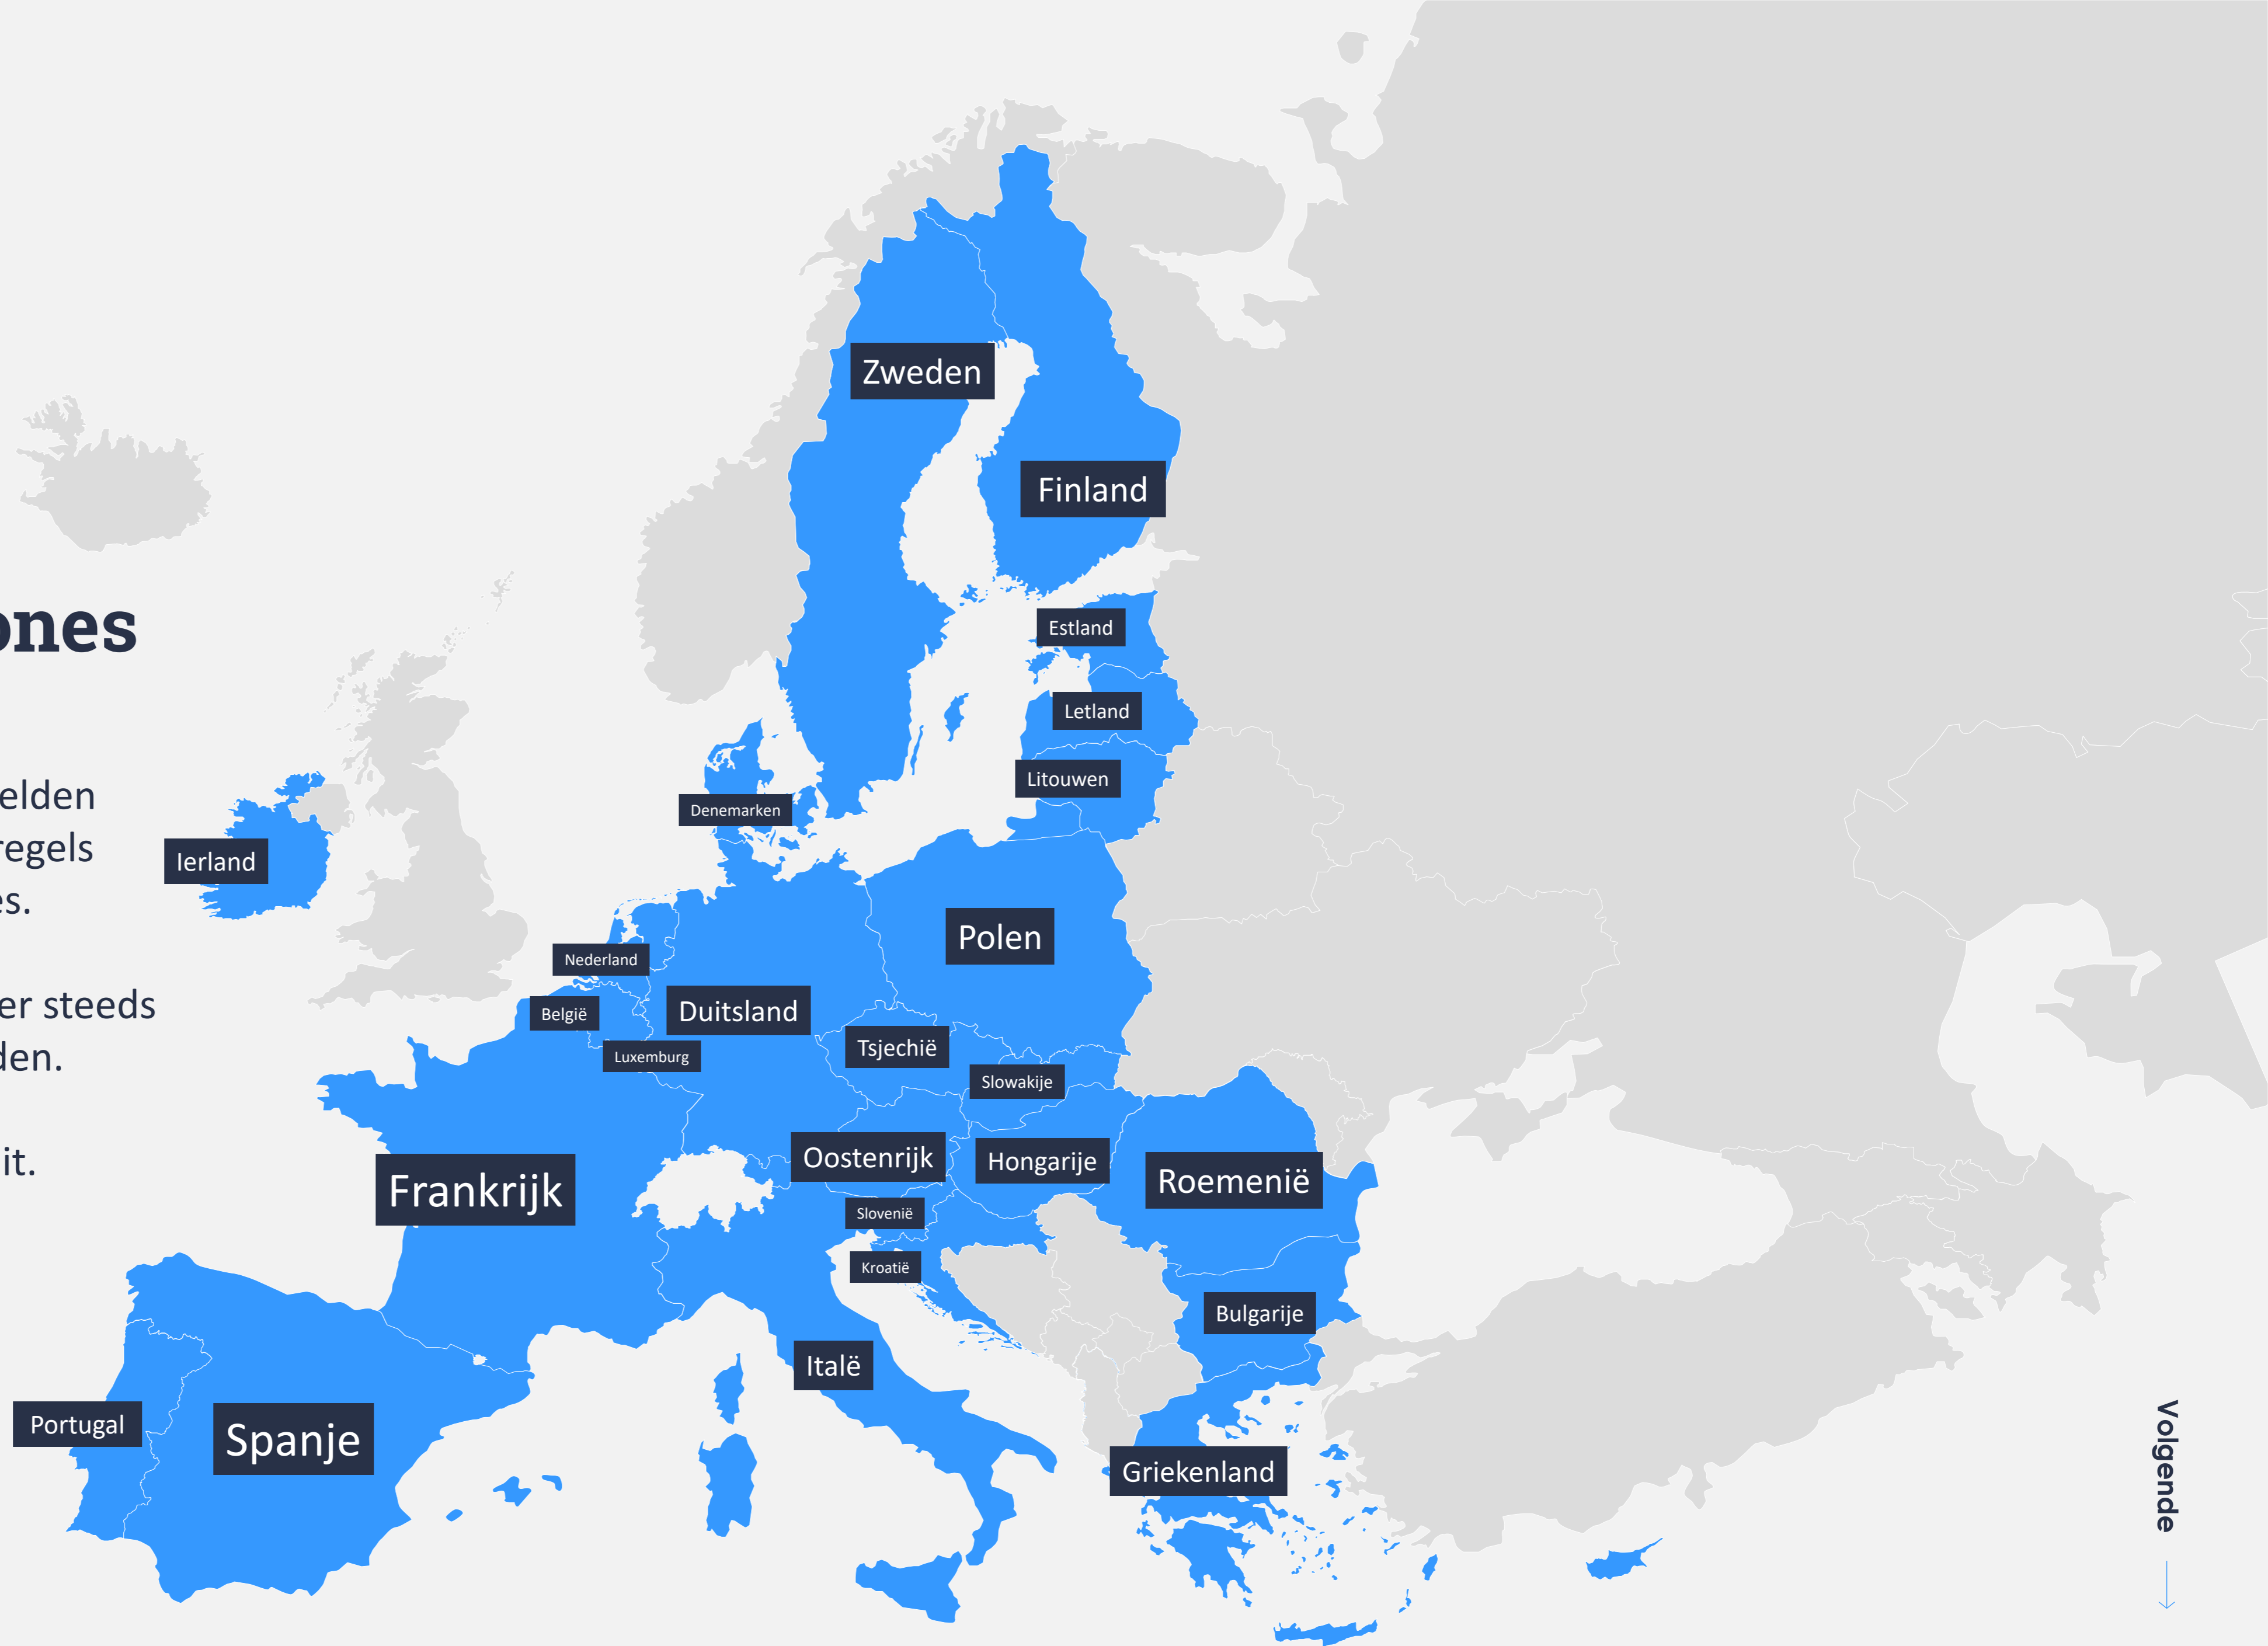 ones
elden
regels
es.
er steeds
den.
it.
Zweden
Finland
Estland
Letland
Litouwen
Denemarken
Ierland
Polen
Nederland
België
Duitsland
Luxemburg
Tsjechië
Slowakije
Oostenrijk
Hongarije
Frankrijk
Roemenië
Slovenië
Kroatië
Bulgarije
Italë
Portugal
Spanje
Griekenland
Volgende